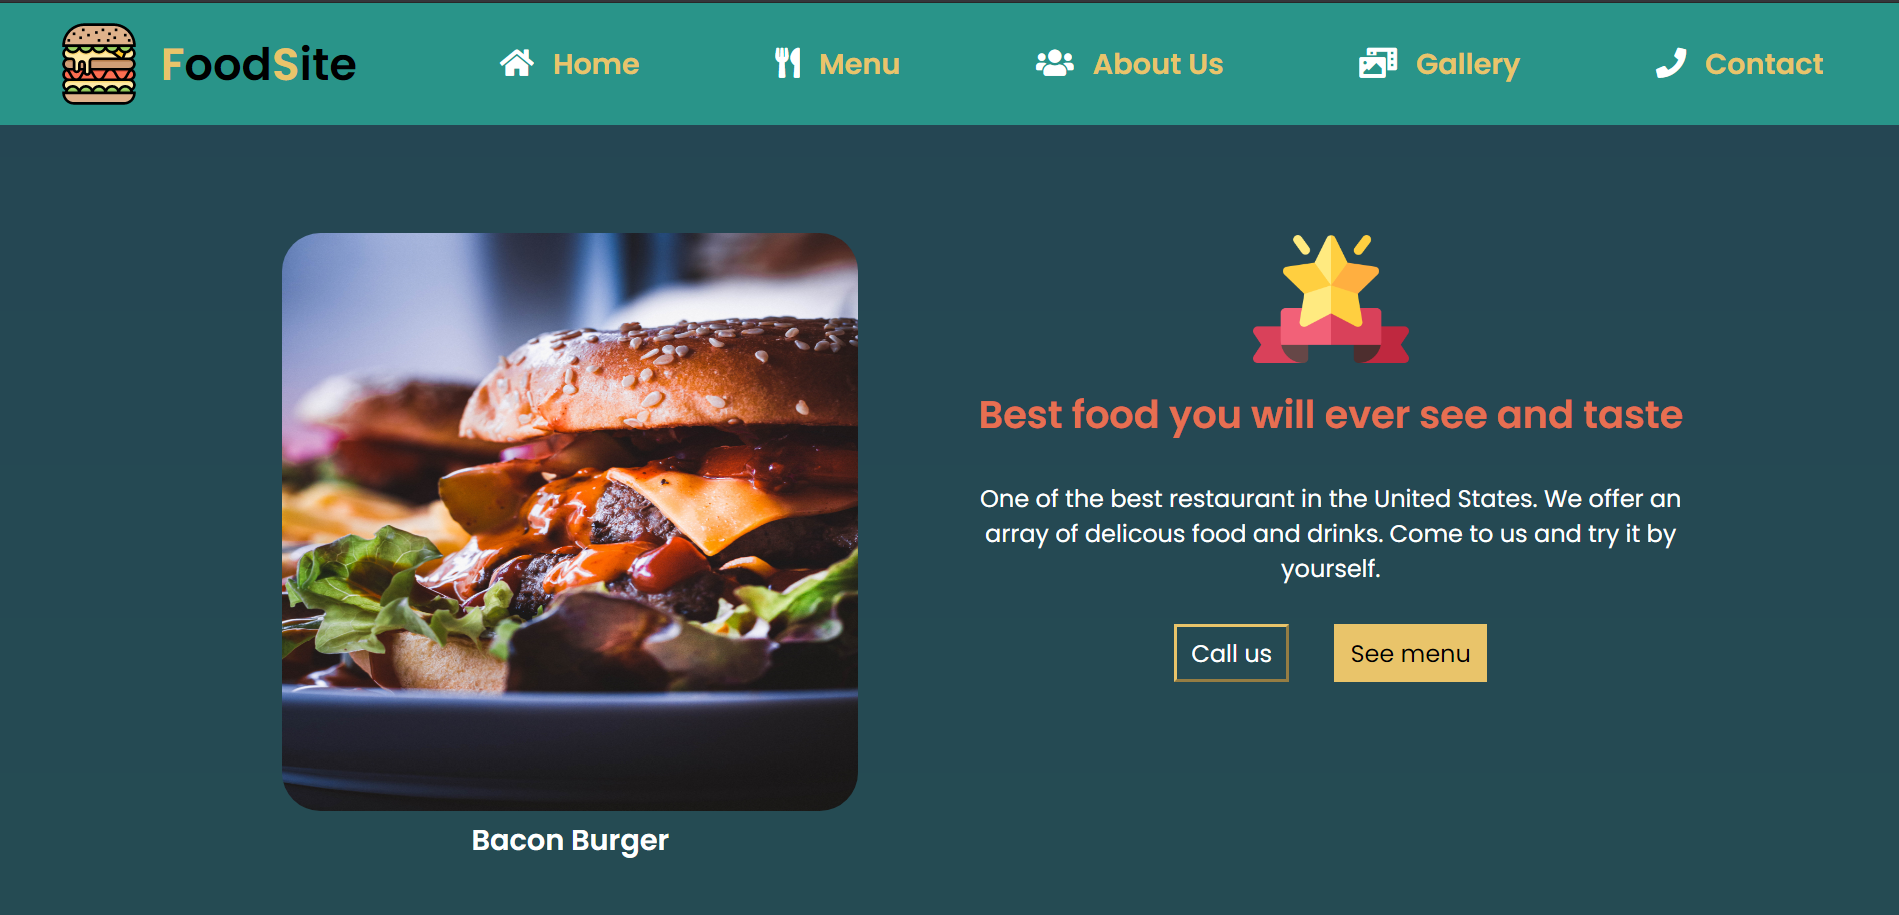 FoodSite
Home
Menu
About Us
Gallery
Contact
Best food you will ever see and taste
One of the best restaurant in the United States. We offer an
array of delicous food and drinks. Come to us and try it by
yourself.
Call us
See menu
Bacon Burger